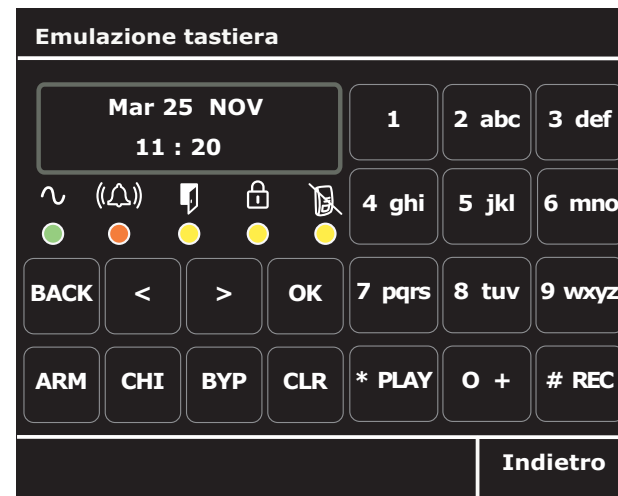 Emulazione tastiera
Mar 25 NOV
11 : 20
1
2 abc
3 def
4 ghi
5 jkl
6 mno
BACK
<
>
OK
7 pqrs
8 tuv
9 wxyz
ARM
CHI
BYP
CLR
* PLAY
O +
# REC
Indietro